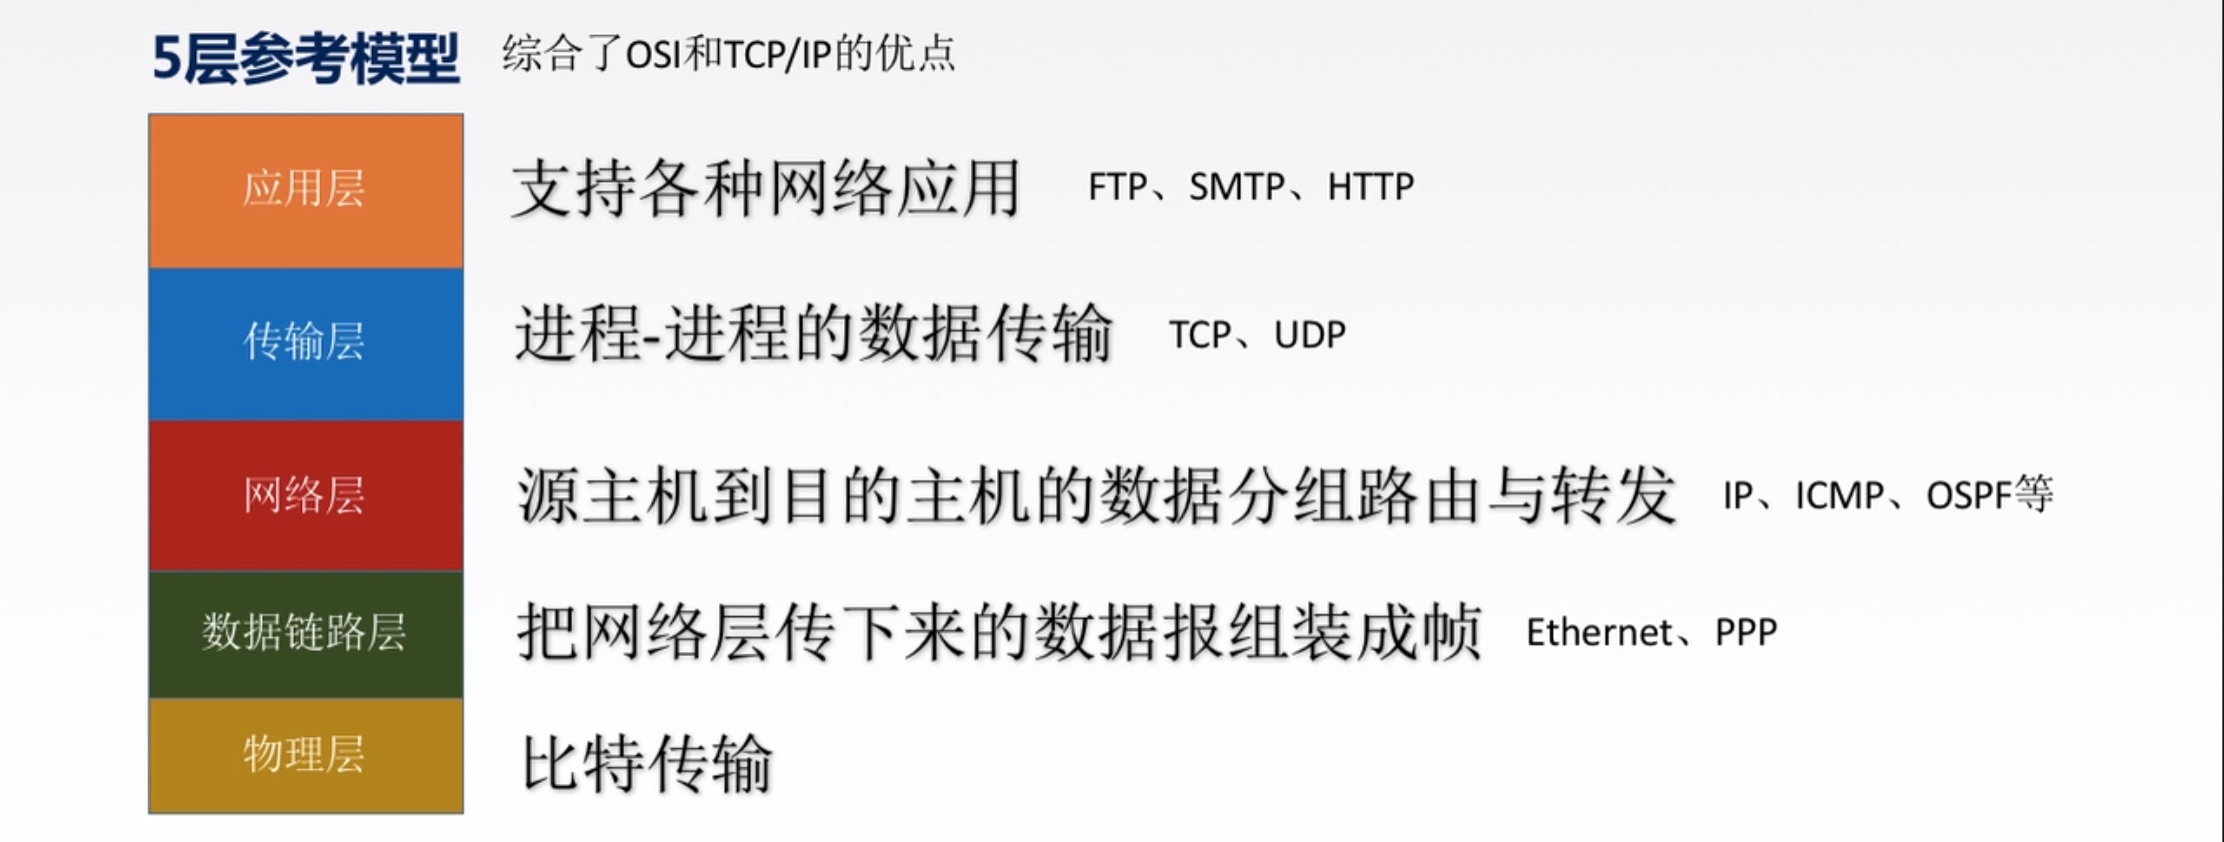 5层参考模型 综合了OSI和TCP/IP的优点
应用层 支持各种网络应用 FTP、SMTP、HTTP
传输层 进程-进程的数据传输 TCP、UDP
网络层 源主机到目的主机的数据分组路由与转发 IP、ICMP、OSPF等
数据链路层 把网络层传下来的数据报组装成帧 Ethernet、PPP
物理层 比特传输